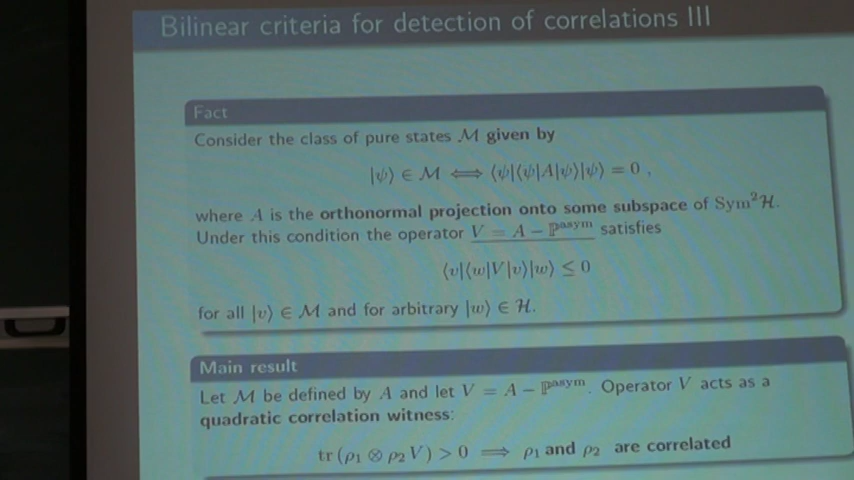 Bilinear criteria for detection of correlations III
Fact
Consider the class of pure states ℳ given by
|ψ⟩ ∈ ℳ ⟺ ⟨ψ|⟨ψ|A|ψ⟩|ψ⟩ = 0 ,
where A is the orthonormal projection onto some subspace of Sym²ℋ.
Under this condition the operator V = A − ℙᵃˢʸᵐ satisfies
⟨v|⟨w|V|v⟩|w⟩ ≤ 0
for all |v⟩ ∈ ℳ and for arbitrary |w⟩ ∈ ℋ.
Main result
Let ℳ be defined by A and let V = A − ℙᵃˢʸᵐ. Operator V acts as a
quadratic correlation witness:
tr (ρ₁ ⊗ ρ₂ V) > 0 ⟹ ρ₁ and ρ₂ are correlated